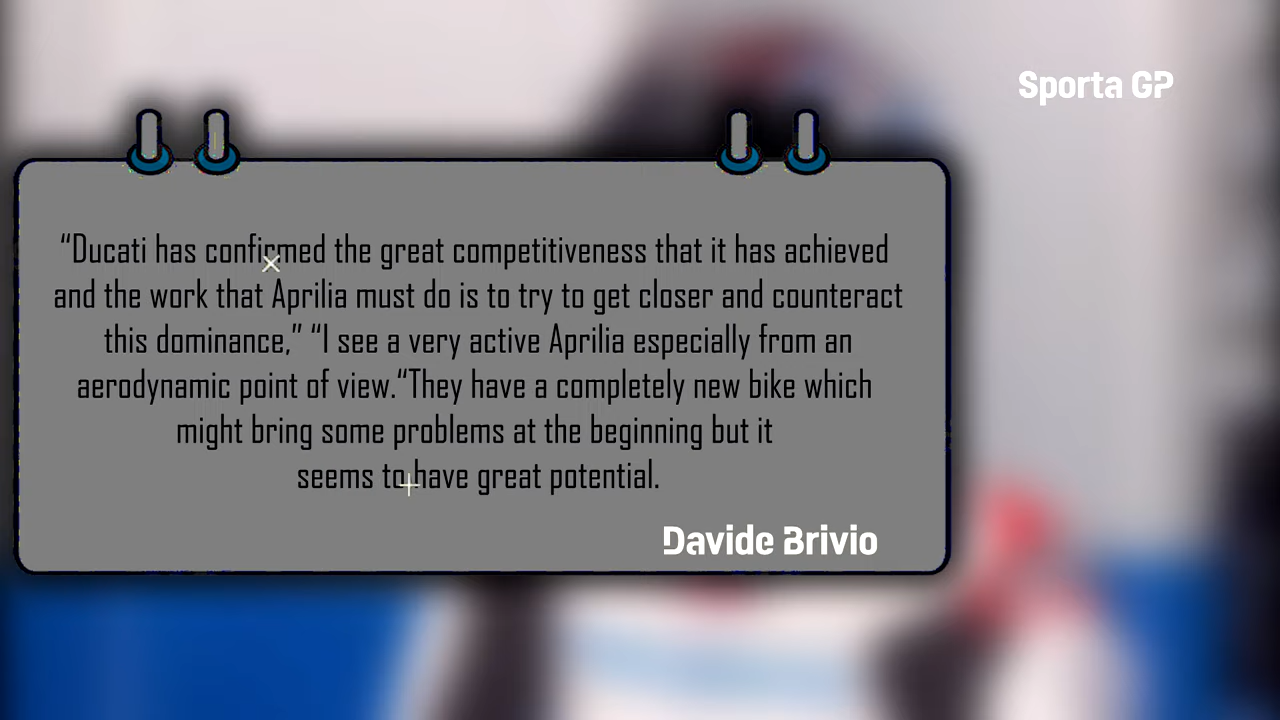 Sporta GP
“Ducati has confirmed the great competitiveness that it has achieved
and the work that Aprilia must do is to try to get closer and counteract
this dominance,” “I see a very active Aprilia especially from an
aerodynamic point of view.“They have a completely new bike which
might bring some problems at the beginning but it
seems to have great potential.
Davide Brivio